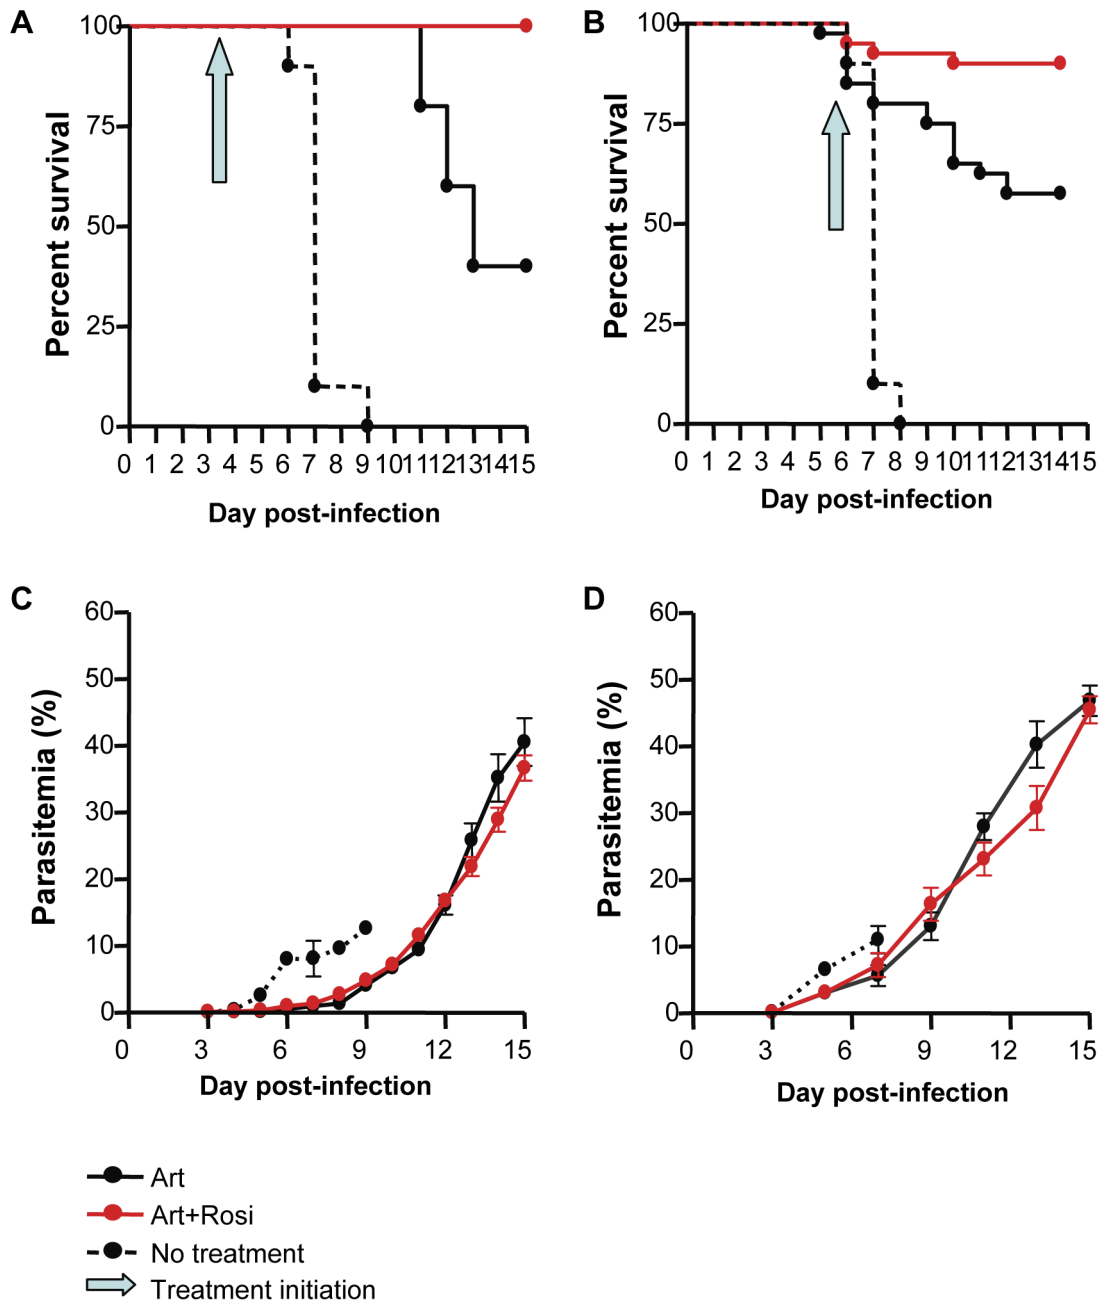 A
Percent survival
100
75
50
25
0
0 1 2 3 4 5 6 7 8 9 10 11 12 13 14 15
Day post-infection
B
Percent survival
100
75
50
25
0
0 1 2 3 4 5 6 7 8 9 10 11 12 13 14 15
Day post-infection
C
Parasitemia (%)
60
50
40
30
20
10
0
0 3 6 9 12 15
Day post-infection
D
Parasitemia (%)
60
50
40
30
20
10
0
0 3 6 9 12 15
Day post-infection
Art
Art+Rosi
No treatment
Treatment initiation